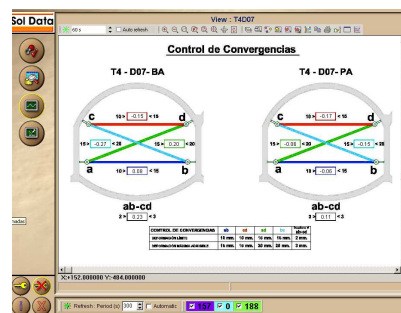 Sol Data
View : T4D07
60 s
Auto refresh
Control de Convergencias
T4 - D07- BA
T4 - D07- PA
c
10 > -0.15 < 15
d
c
10 > -0.17 < 15
d
15 > -0.27 < 20
15 > 0.20 < 20
15 > -0.08 < 20
15 > -0.15 < 20
a
10 > 0.08 < 15
b
a
10 > -0.06 < 15
b
ab-cd
ab-cd
2 > 0.23 < 3
2 > 0.11 < 3
CONTROL DE CONVERGENCIAS ab cd ad bc
ab-cd
DEFORMACIÓN LÍMITE 10 mm. 10 mm. 15 mm. 15 mm. 2 mm.
DEFORMACIÓN MÁXIMA ADMISIBLE 15 mm. 15 mm. 20 mm. 20 mm. 3 mm.
nadas
X:+152.000000 Y:-484.000000
Refresh : Period (s) 300 Automatic 157 0 188